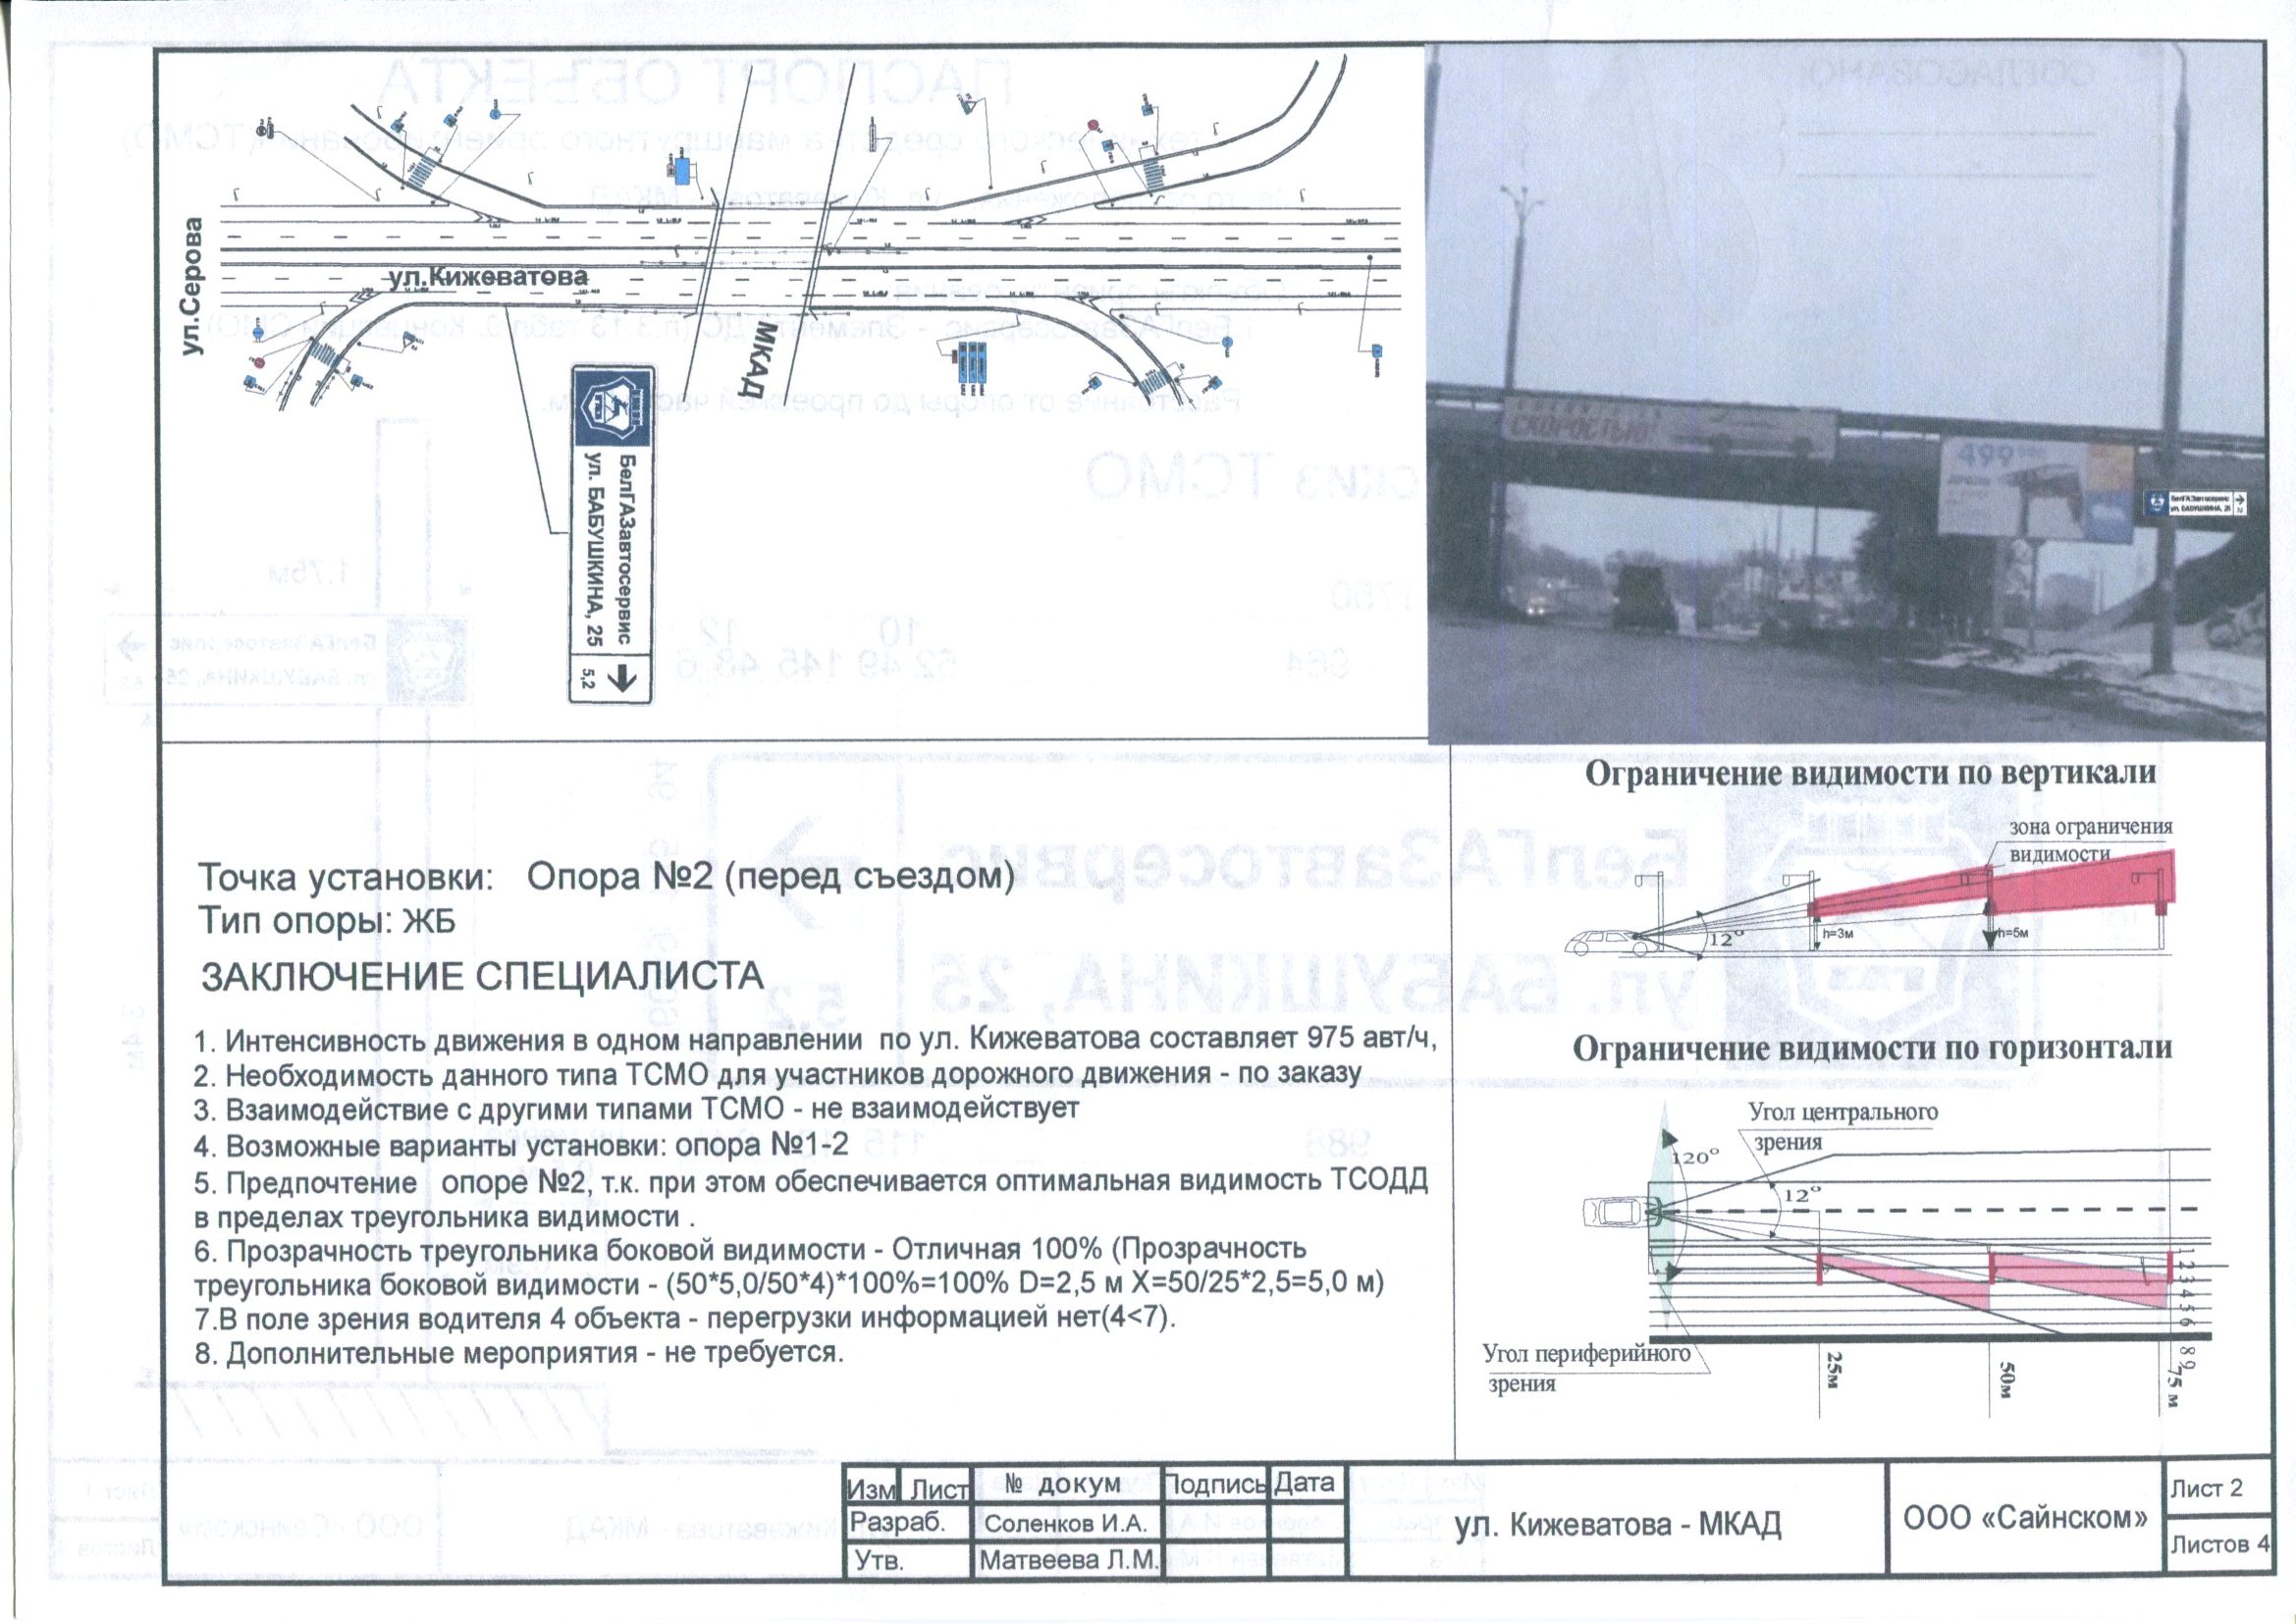 ул.Серова
ул.Кижеватова
МКАД
БелГАЗавтосервис
ул. БАБУШКИНА, 25
5,2
СКОРОСТЬЮ!
499
БелГАЗавтосервис
ул. БАБУШКИНА, 25
Точка установки: Опора №2 (перед съездом)
Тип опоры: ЖБ
ЗАКЛЮЧЕНИЕ СПЕЦИАЛИСТА
1. Интенсивность движения в одном направлении по ул. Кижеватова составляет 975 авт/ч,
2. Необходимость данного типа ТСМО для участников дорожного движения - по заказу
3. Взаимодействие с другими типами ТСМО - не взаимодействует
4. Возможные варианты установки: опора №1-2
5. Предпочтение опоре №2, т.к. при этом обеспечивается оптимальная видимость ТСОДД
в пределах треугольника видимости .
6. Прозрачность треугольника боковой видимости - Отличная 100% (Прозрачность
треугольника боковой видимости - (50*5,0/50*4)*100%=100% D=2,5 м X=50/25*2,5=5,0 м)
7.В поле зрения водителя 4 объекта - перегрузки информацией нет(4<7).
8. Дополнительные мероприятия - не требуется.
Ограничение видимости по вертикали
зона ограничения
видимости
12°
h=3м
h=5м
Ограничение видимости по горизонтали
Угол центрального
зрения
120°
12°
Угол периферийного
зрения
1 2 3 4 5 6 8 9
25м
50м
75 м
Изм Лист № докум Подпись Дата
Разраб. Соленков И.А.
Утв. Матвеева Л.М.
ул. Кижеватова - МКАД
ООО «Сайнском»
Лист 2
Листов 4